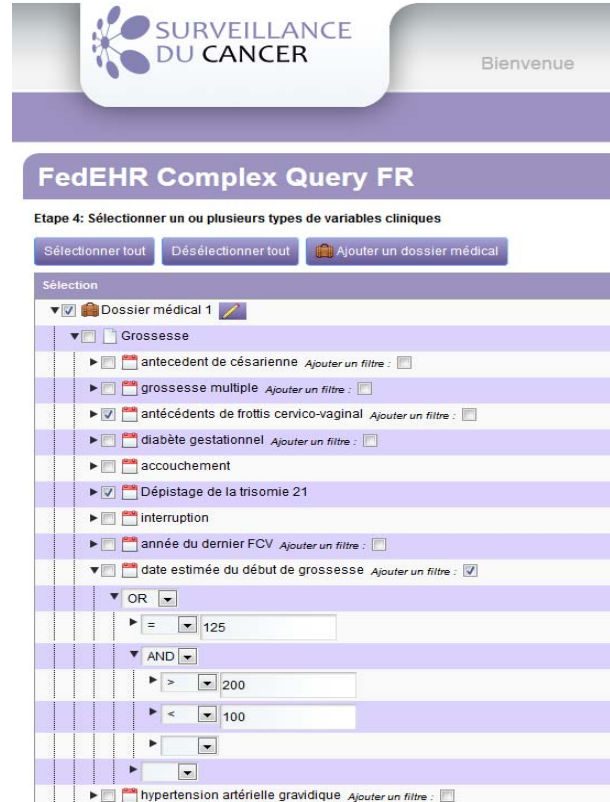 SURVEILLANCE
DU CANCER
Bienvenue
FedEHR Complex Query FR
Etape 4: Sélectionner un ou plusieurs types de variables cliniques
Sélectionner tout Désélectionner tout Ajouter un dossier médical
Sélection
Dossier médical 1
Grossesse
antecedent de césarienne Ajouter un filtre :
grossesse multiple Ajouter un filtre :
antécédents de frottis cervico-vaginal Ajouter un filtre :
diabète gestationnel Ajouter un filtre :
accouchement
Dépistage de la trisomie 21
interruption
année du dernier FCV Ajouter un filtre :
date estimée du début de grossesse Ajouter un filtre :
OR
= 125
AND
> 200
< 100
hypertension artérielle gravidique Ajouter un filtre :